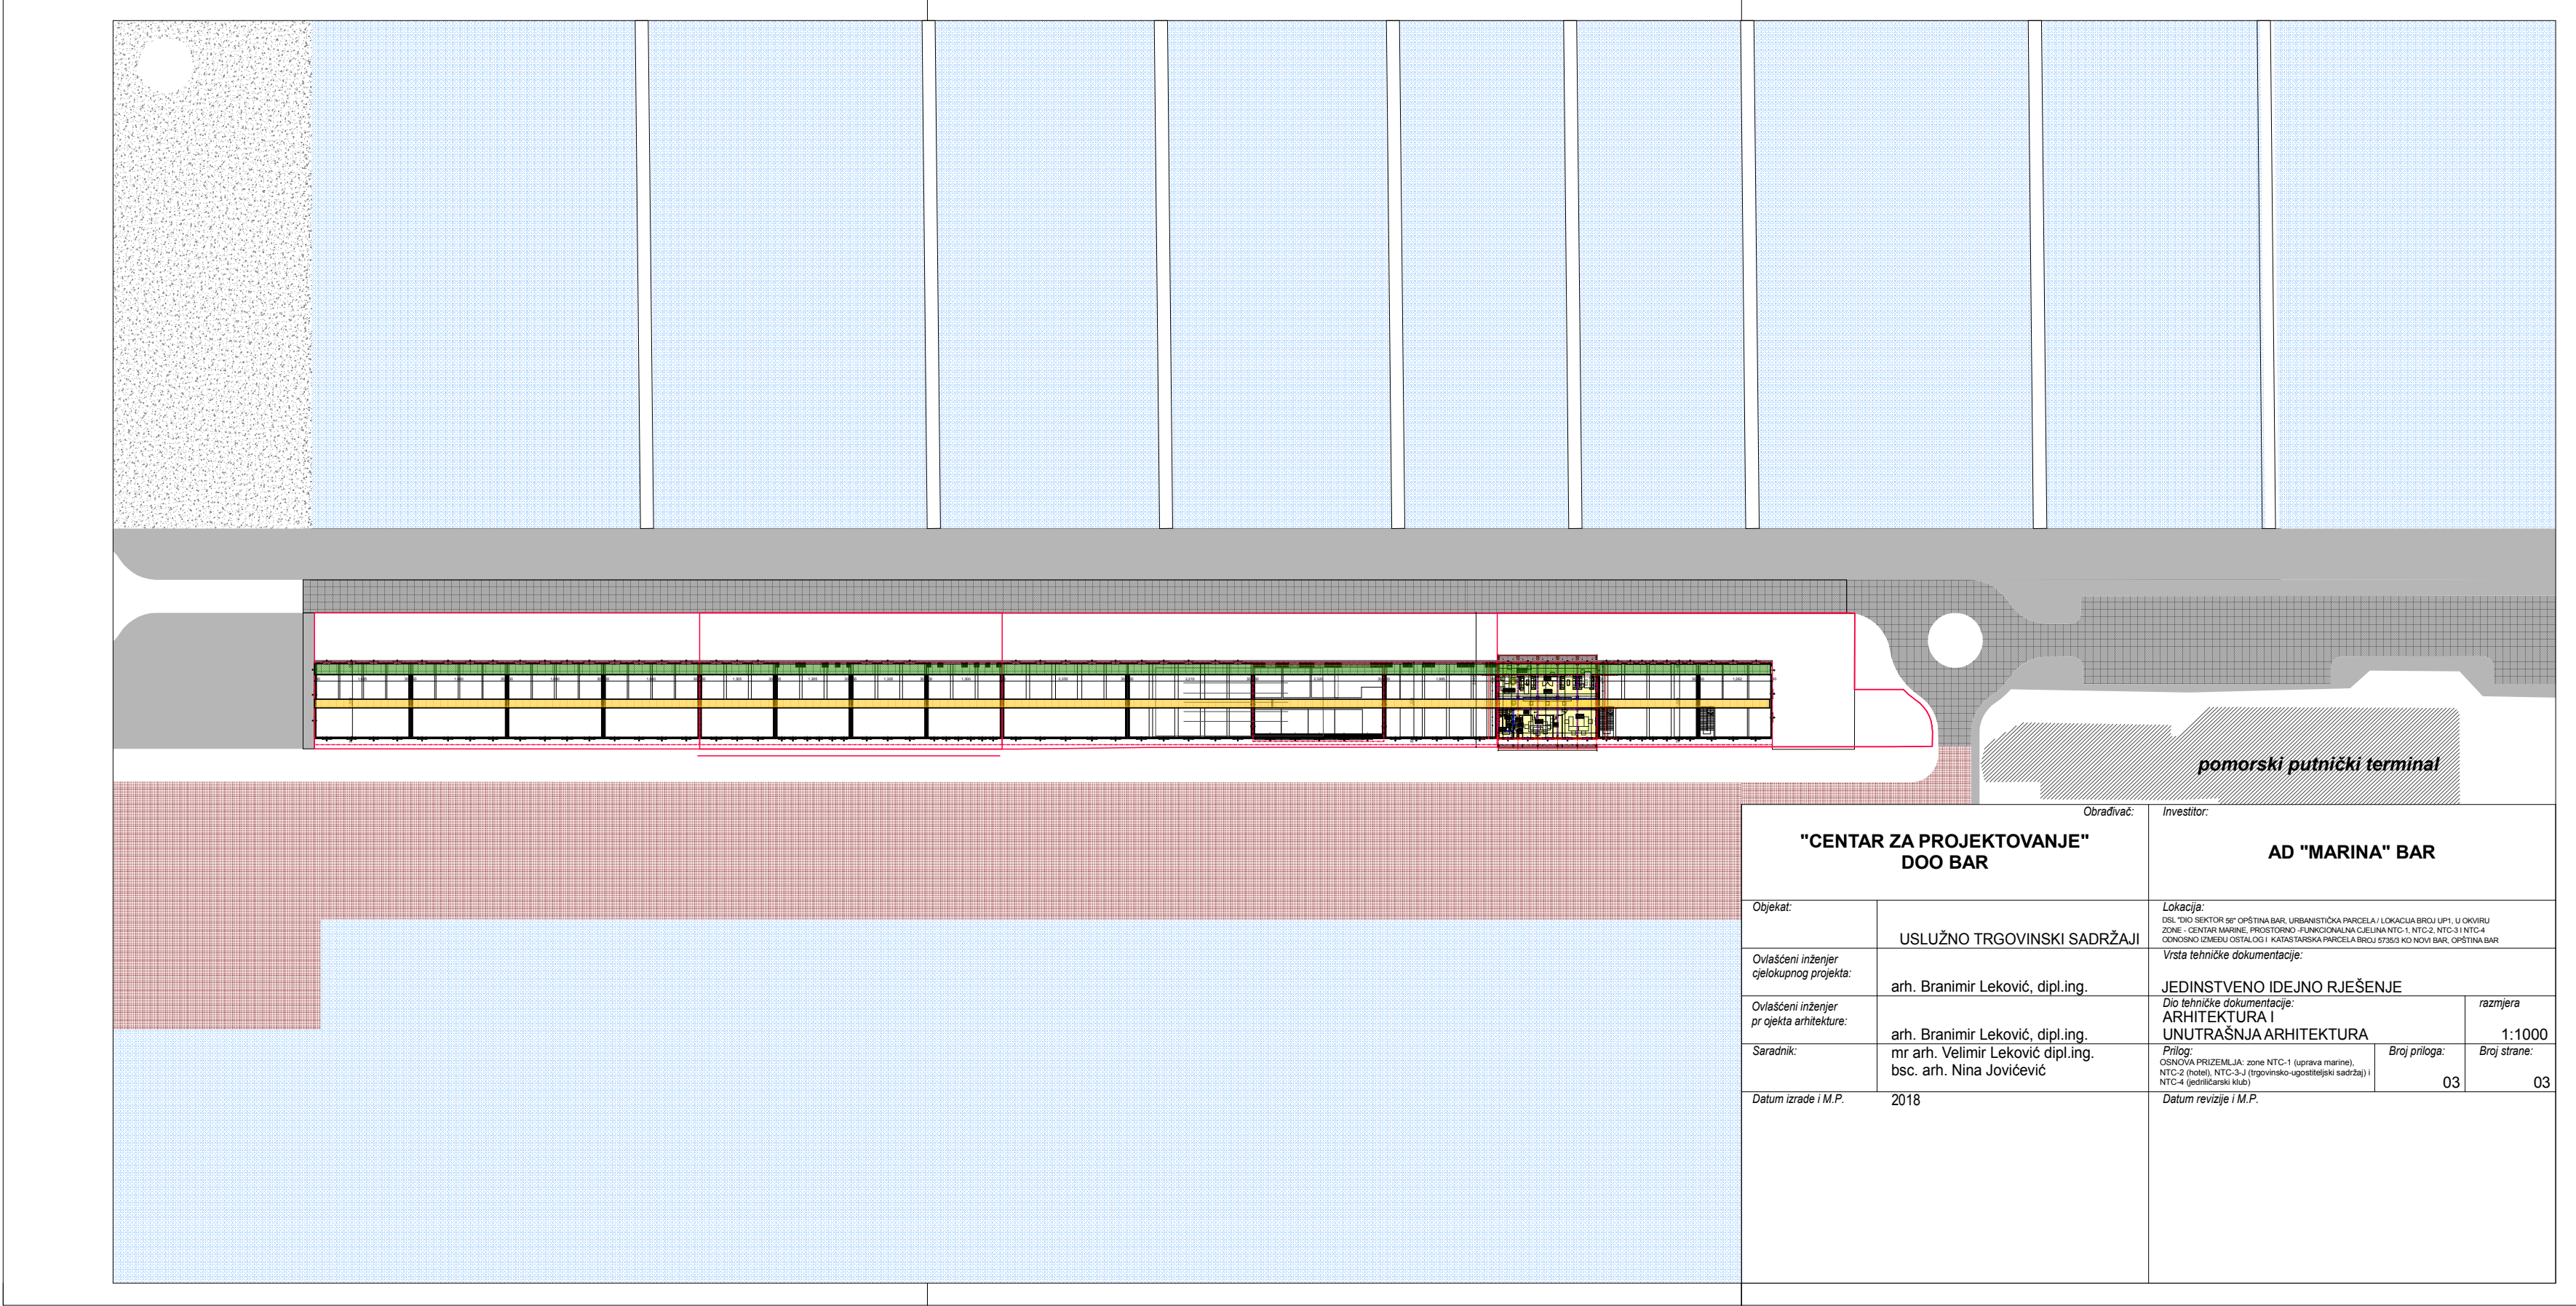 pomorski putnički terminal
Obrađivač:
"CENTAR ZA PROJEKTOVANJE"
DOO BAR
Investitor:
AD "MARINA" BAR
Objekat:
USLUŽNO TRGOVINSKI SADRŽAJI
Lokacija:
DSL "DIO SEKTOR 56" OPŠTINA BAR, URBANISTIČKA PARCELA / LOKACIJA BROJ UP1, U OKVIRU
ZONE - CENTAR MARINE, PROSTORNO -FUNKCIONALNA CJELINA NTC-1, NTC-2, NTC-3 I NTC-4
ODNOSNO IZMEĐU OSTALOG I KATASTARSKA PARCELA BROJ 5735/3 KO NOVI BAR, OPŠTINA BAR
Ovlašćeni inženjer
cjelokupnog projekta:
arh. Branimir Leković, dipl.ing.
Vrsta tehničke dokumentacije:
JEDINSTVENO IDEJNO RJEŠENJE
Ovlašćeni inženjer
pr ojekta arhitekture:
arh. Branimir Leković, dipl.ing.
Dio tehničke dokumentacije:
ARHITEKTURA I
UNUTRAŠNJA ARHITEKTURA
razmjera
1:1000
Saradnik:
mr arh. Velimir Leković dipl.ing.
bsc. arh. Nina Jovićević
Prilog:
OSNOVA PRIZEMLJA: zone NTC-1 (uprava marine),
NTC-2 (hotel), NTC-3-J (trgovinsko-ugostiteljski sadržaj) i
NTC-4 (jedriličarski klub)
Broj priloga:
03
Broj strane:
03
Datum izrade i M.P.
2018
Datum revizije i M.P.